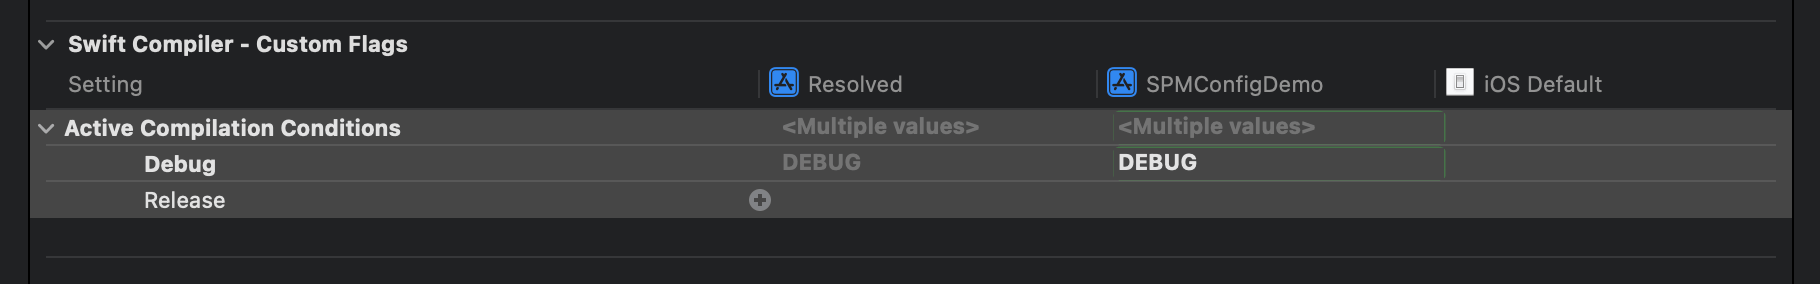 Swift Compiler - Custom Flags
Setting Resolved SPMConfigDemo iOS Default
Active Compilation Conditions <Multiple values> <Multiple values>
Debug DEBUG DEBUG
Release